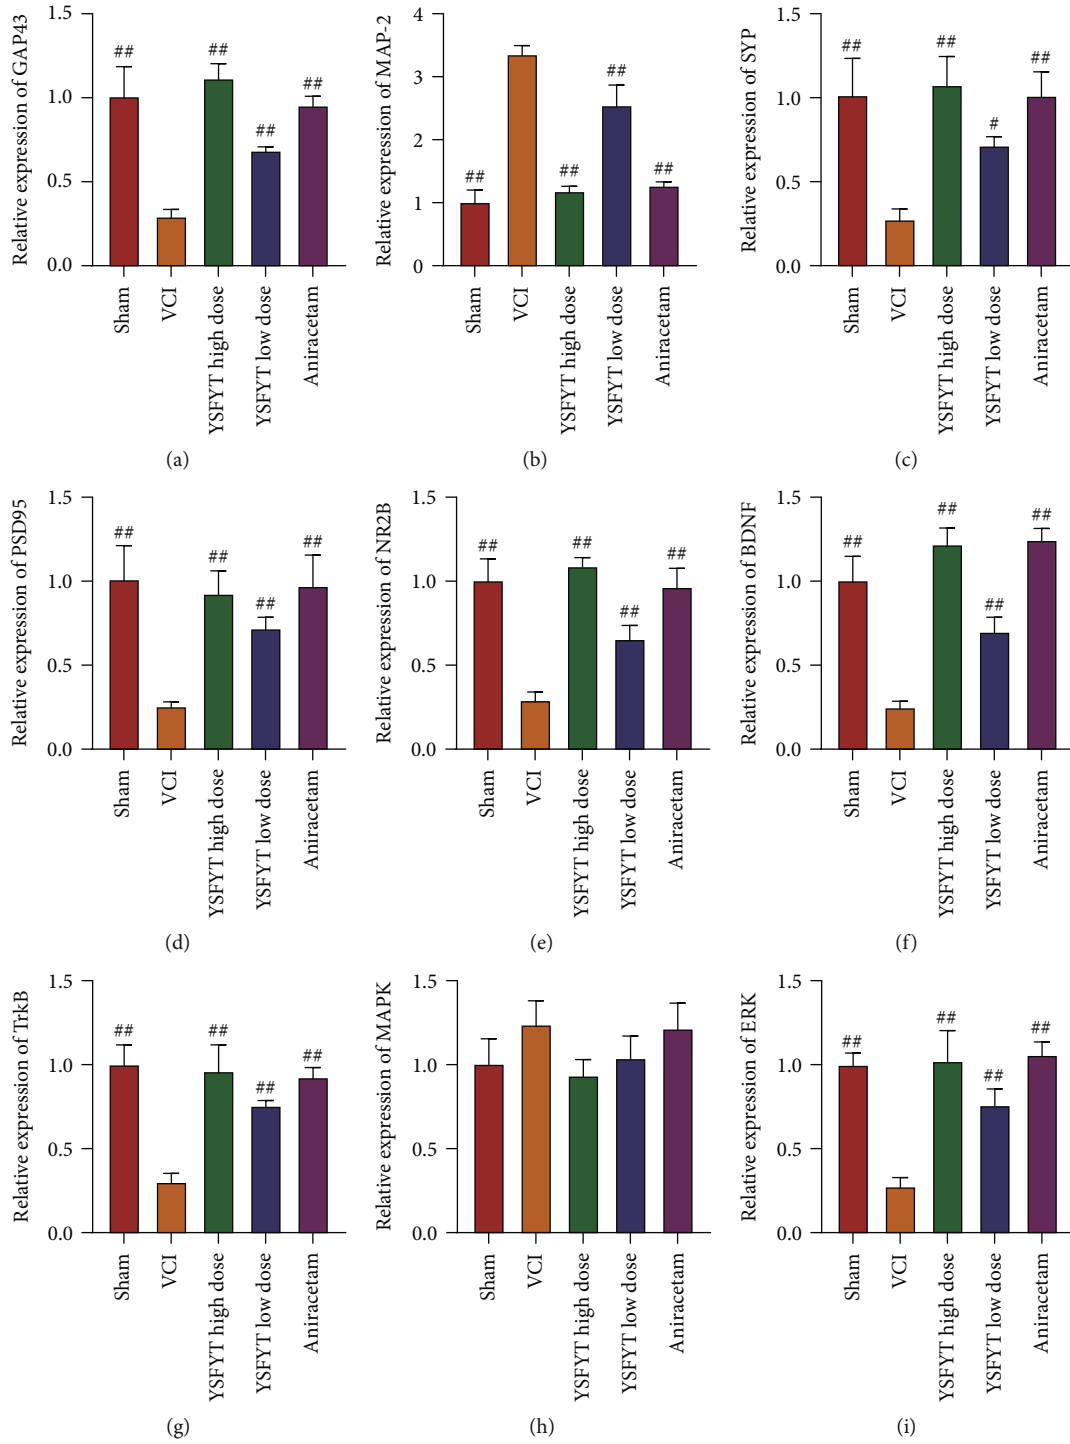 Relative expression of GAP43
1.5
1.0
0.5
0.0
##
##
##
##
Sham
VCI
YSFYT high dose
YSFYT low dose
Aniracetam
(a)
Relative expression of MAP-2
4
3
2
1
0
##
##
##
##
Sham
VCI
YSFYT high dose
YSFYT low dose
Aniracetam
(b)
Relative expression of SYP
1.5
1.0
0.5
0.0
##
##
#
##
Sham
VCI
YSFYT high dose
YSFYT low dose
Aniracetam
(c)
Relative expression of PSD95
1.5
1.0
0.5
0.0
##
##
##
##
Sham
VCI
YSFYT high dose
YSFYT low dose
Aniracetam
(d)
Relative expression of NR2B
1.5
1.0
0.5
0.0
##
##
##
##
Sham
VCI
YSFYT high dose
YSFYT low dose
Aniracetam
(e)
Relative expression of BDNF
1.5
1.0
0.5
0.0
##
##
##
##
Sham
VCI
YSFYT high dose
YSFYT low dose
Aniracetam
(f)
Relative expression of TrkB
1.5
1.0
0.5
0.0
##
##
##
##
Sham
VCI
YSFYT high dose
YSFYT low dose
Aniracetam
(g)
Relative expression of MAPK
1.5
1.0
0.5
0.0
Sham
VCI
YSFYT high dose
YSFYT low dose
Aniracetam
(h)
Relative expression of ERK
1.5
1.0
0.5
0.0
##
##
##
##
Sham
VCI
YSFYT high dose
YSFYT low dose
Aniracetam
(i)